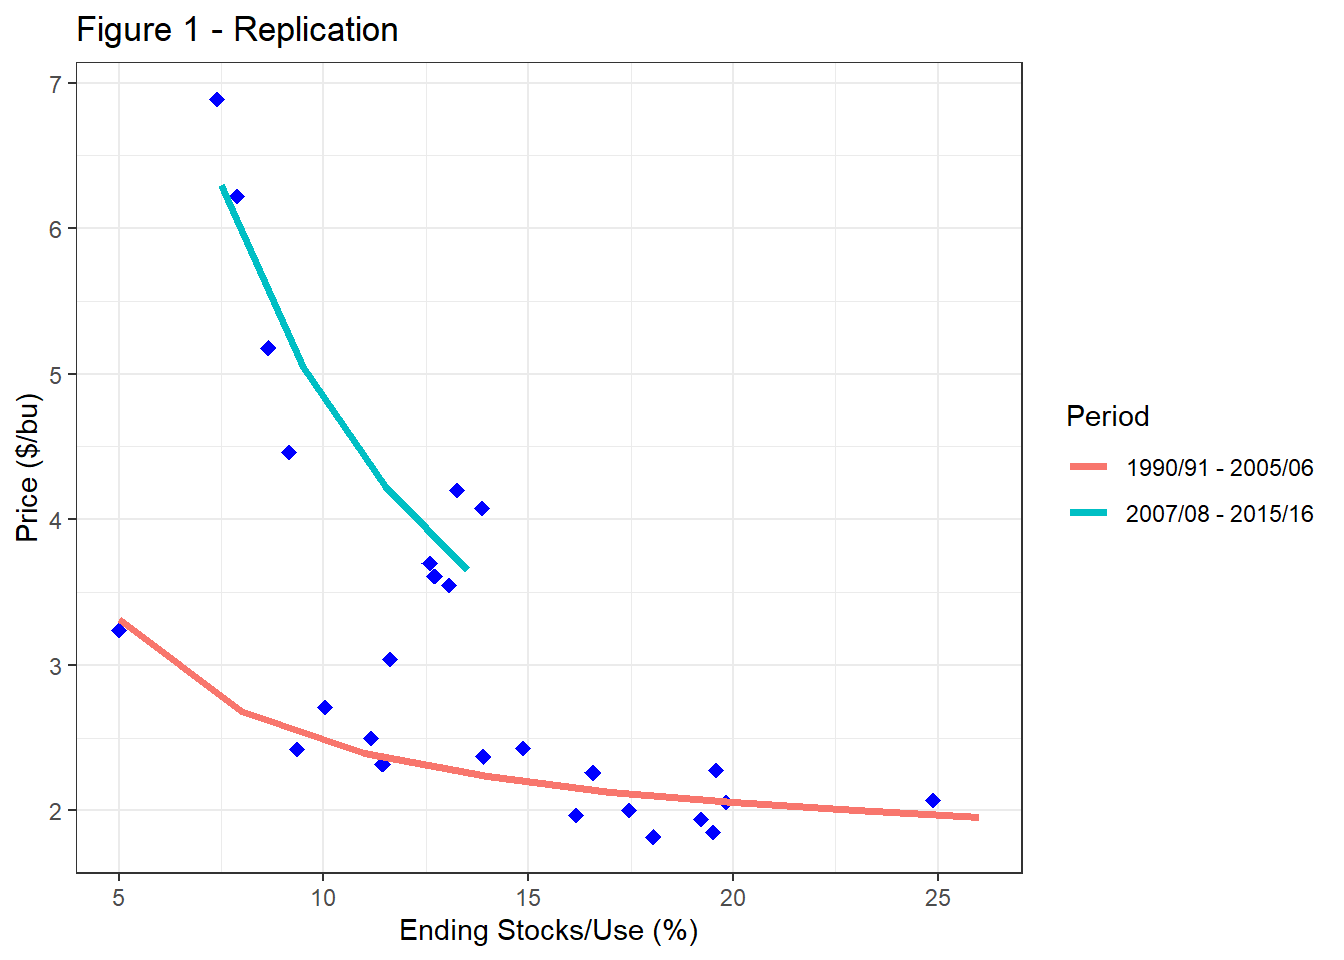 Figure 1 - Replication
7
6
5
4
3
2
Price ($/bu)
5
10
15
20
25
Ending Stocks/Use (%)
Period
1990/91 - 2005/06
2007/08 - 2015/16